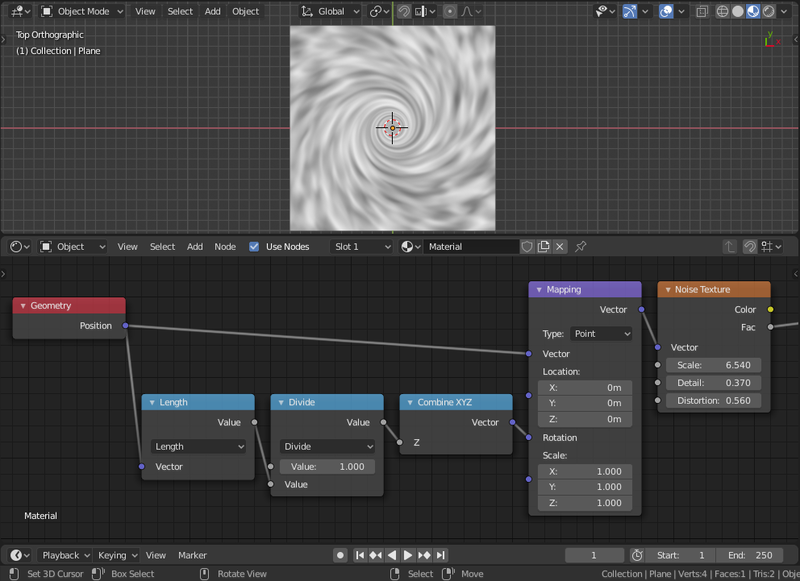 Object Mode View Select Add Object Global
Top Orthographic
(1) Collection | Plane
Y
Object View Select Add Node Use Nodes Slot 1 Material
Geometry
Position
Length
Value
Length
Vector
Divide
Value
Divide
Value: 1.000
Value
Combine XYZ
Vector
Z
Mapping
Vector
Type: Point
Vector
Location:
X: 0m
Y: 0m
Z: 0m
Rotation
Scale:
X: 1.000
Y: 1.000
Z: 1.000
Noise Texture
Color
Fac
Vector
Scale: 6.540
Detail: 0.370
Distortion: 0.560
Material
Playback Keying View Marker 1 Start: 1 End: 250
Set 3D Cursor Box Select Rotate View Select Move Collection | Plane | Verts:4 | Faces:1 | Tris:2 | Obje